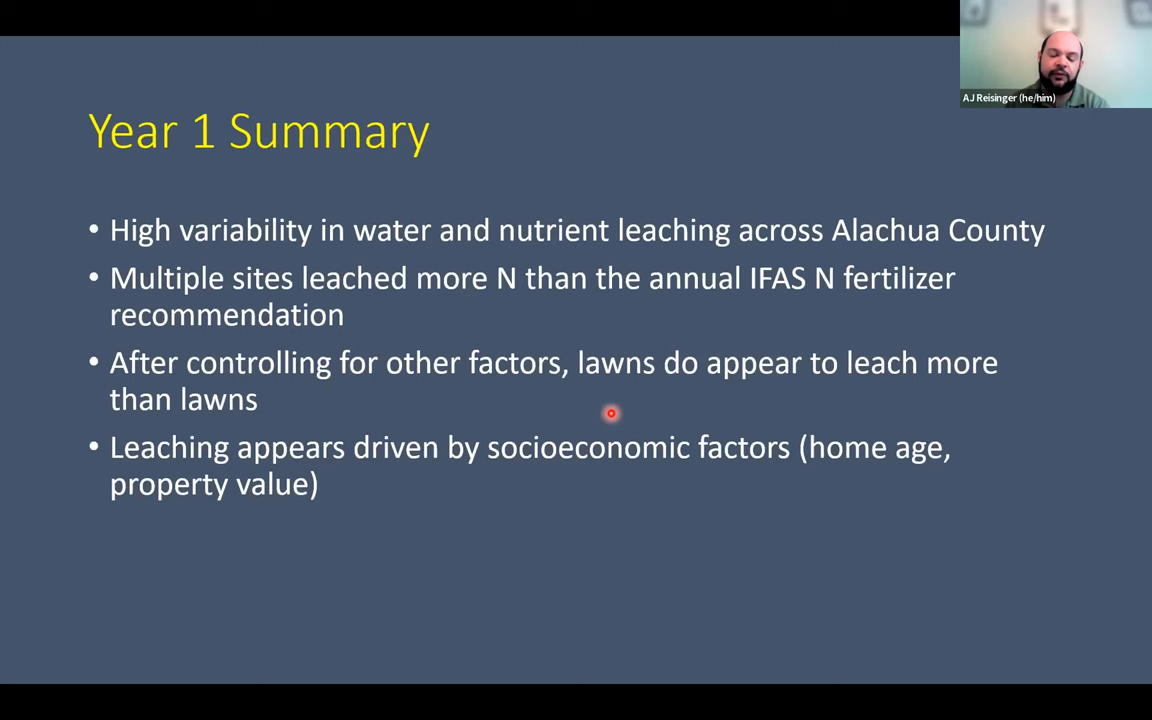 AJ Reisinger (he/him)
Year 1 Summary
• High variability in water and nutrient leaching across Alachua County
• Multiple sites leached more N than the annual IFAS N fertilizer
recommendation
• After controlling for other factors, lawns do appear to leach more
than lawns
• Leaching appears driven by socioeconomic factors (home age,
property value)